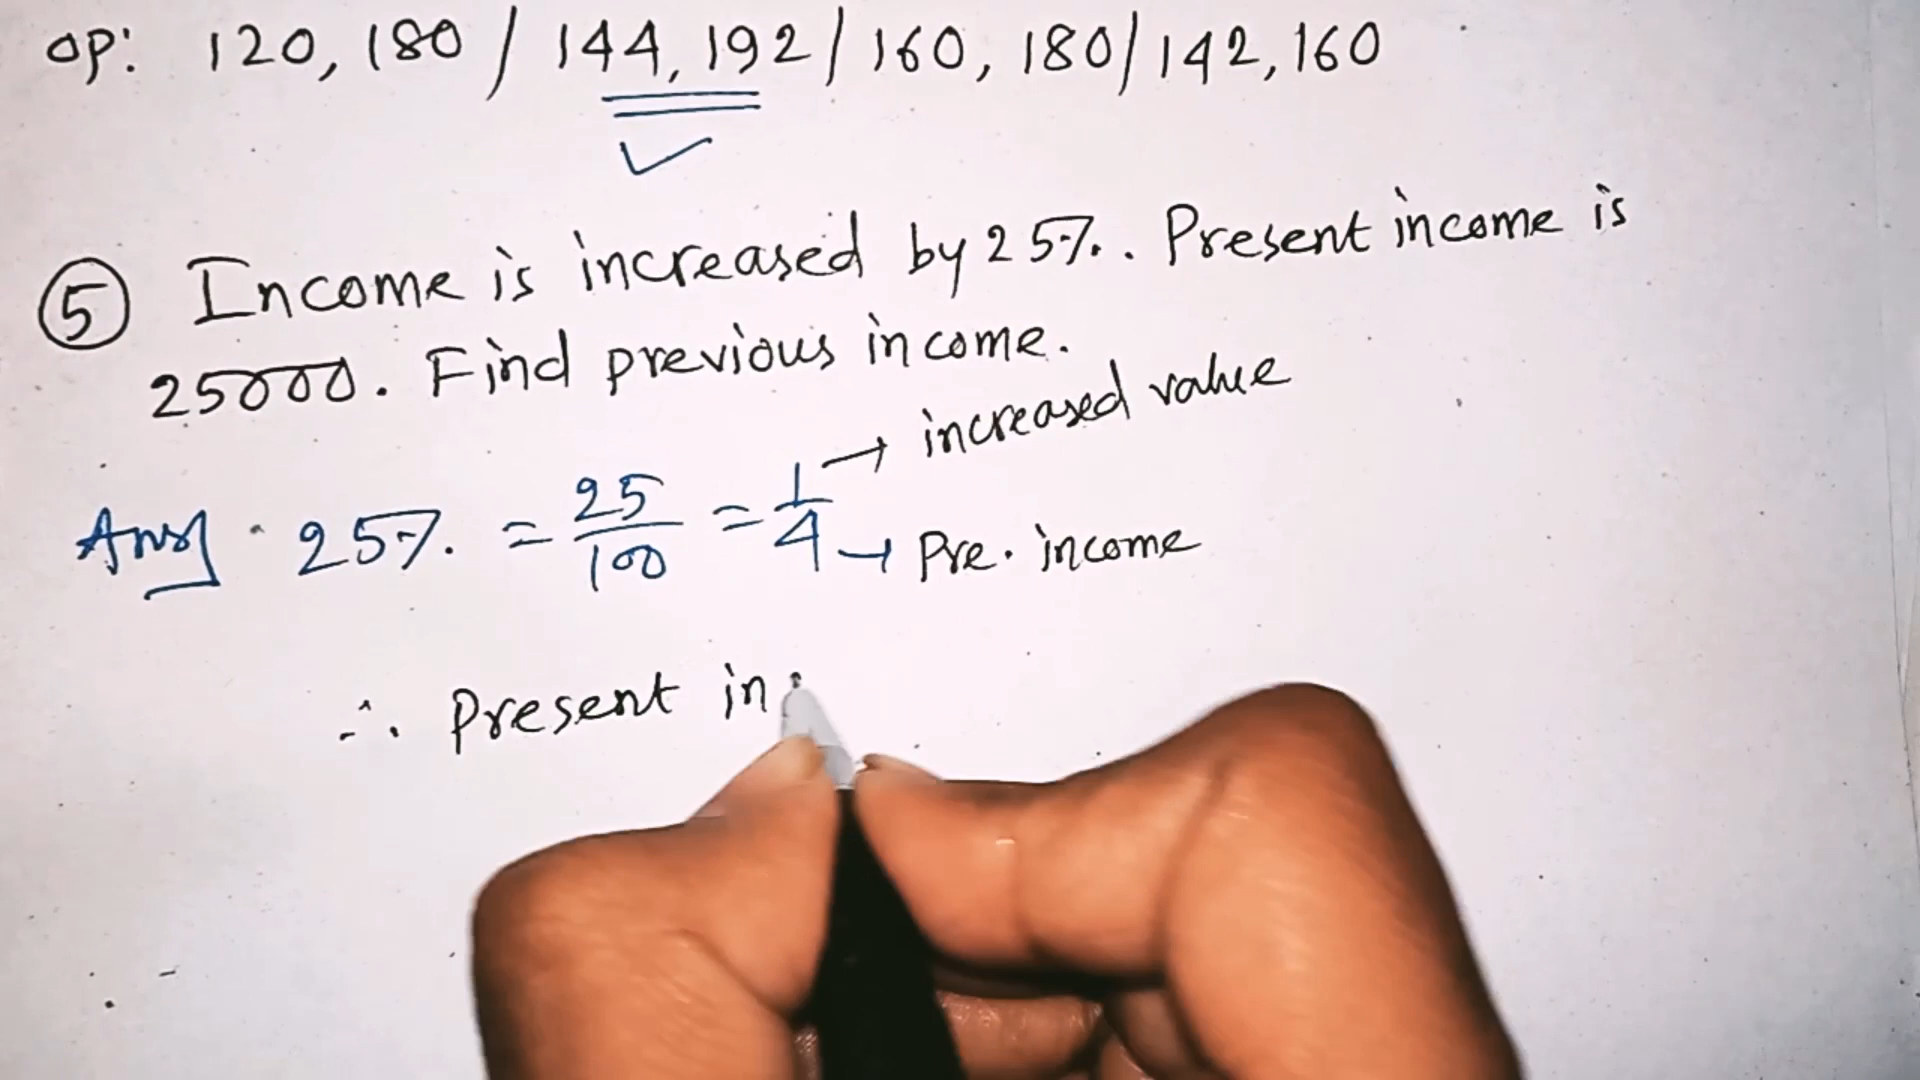 OP: 120, 180 / 144, 192 / 160, 180 / 142, 160
5 Income is increased by 25%. Present income is
25000. Find previous income.
Ans 25% = 25/100 = 1/4 → increased value
→ Pre. income
∴ Present in